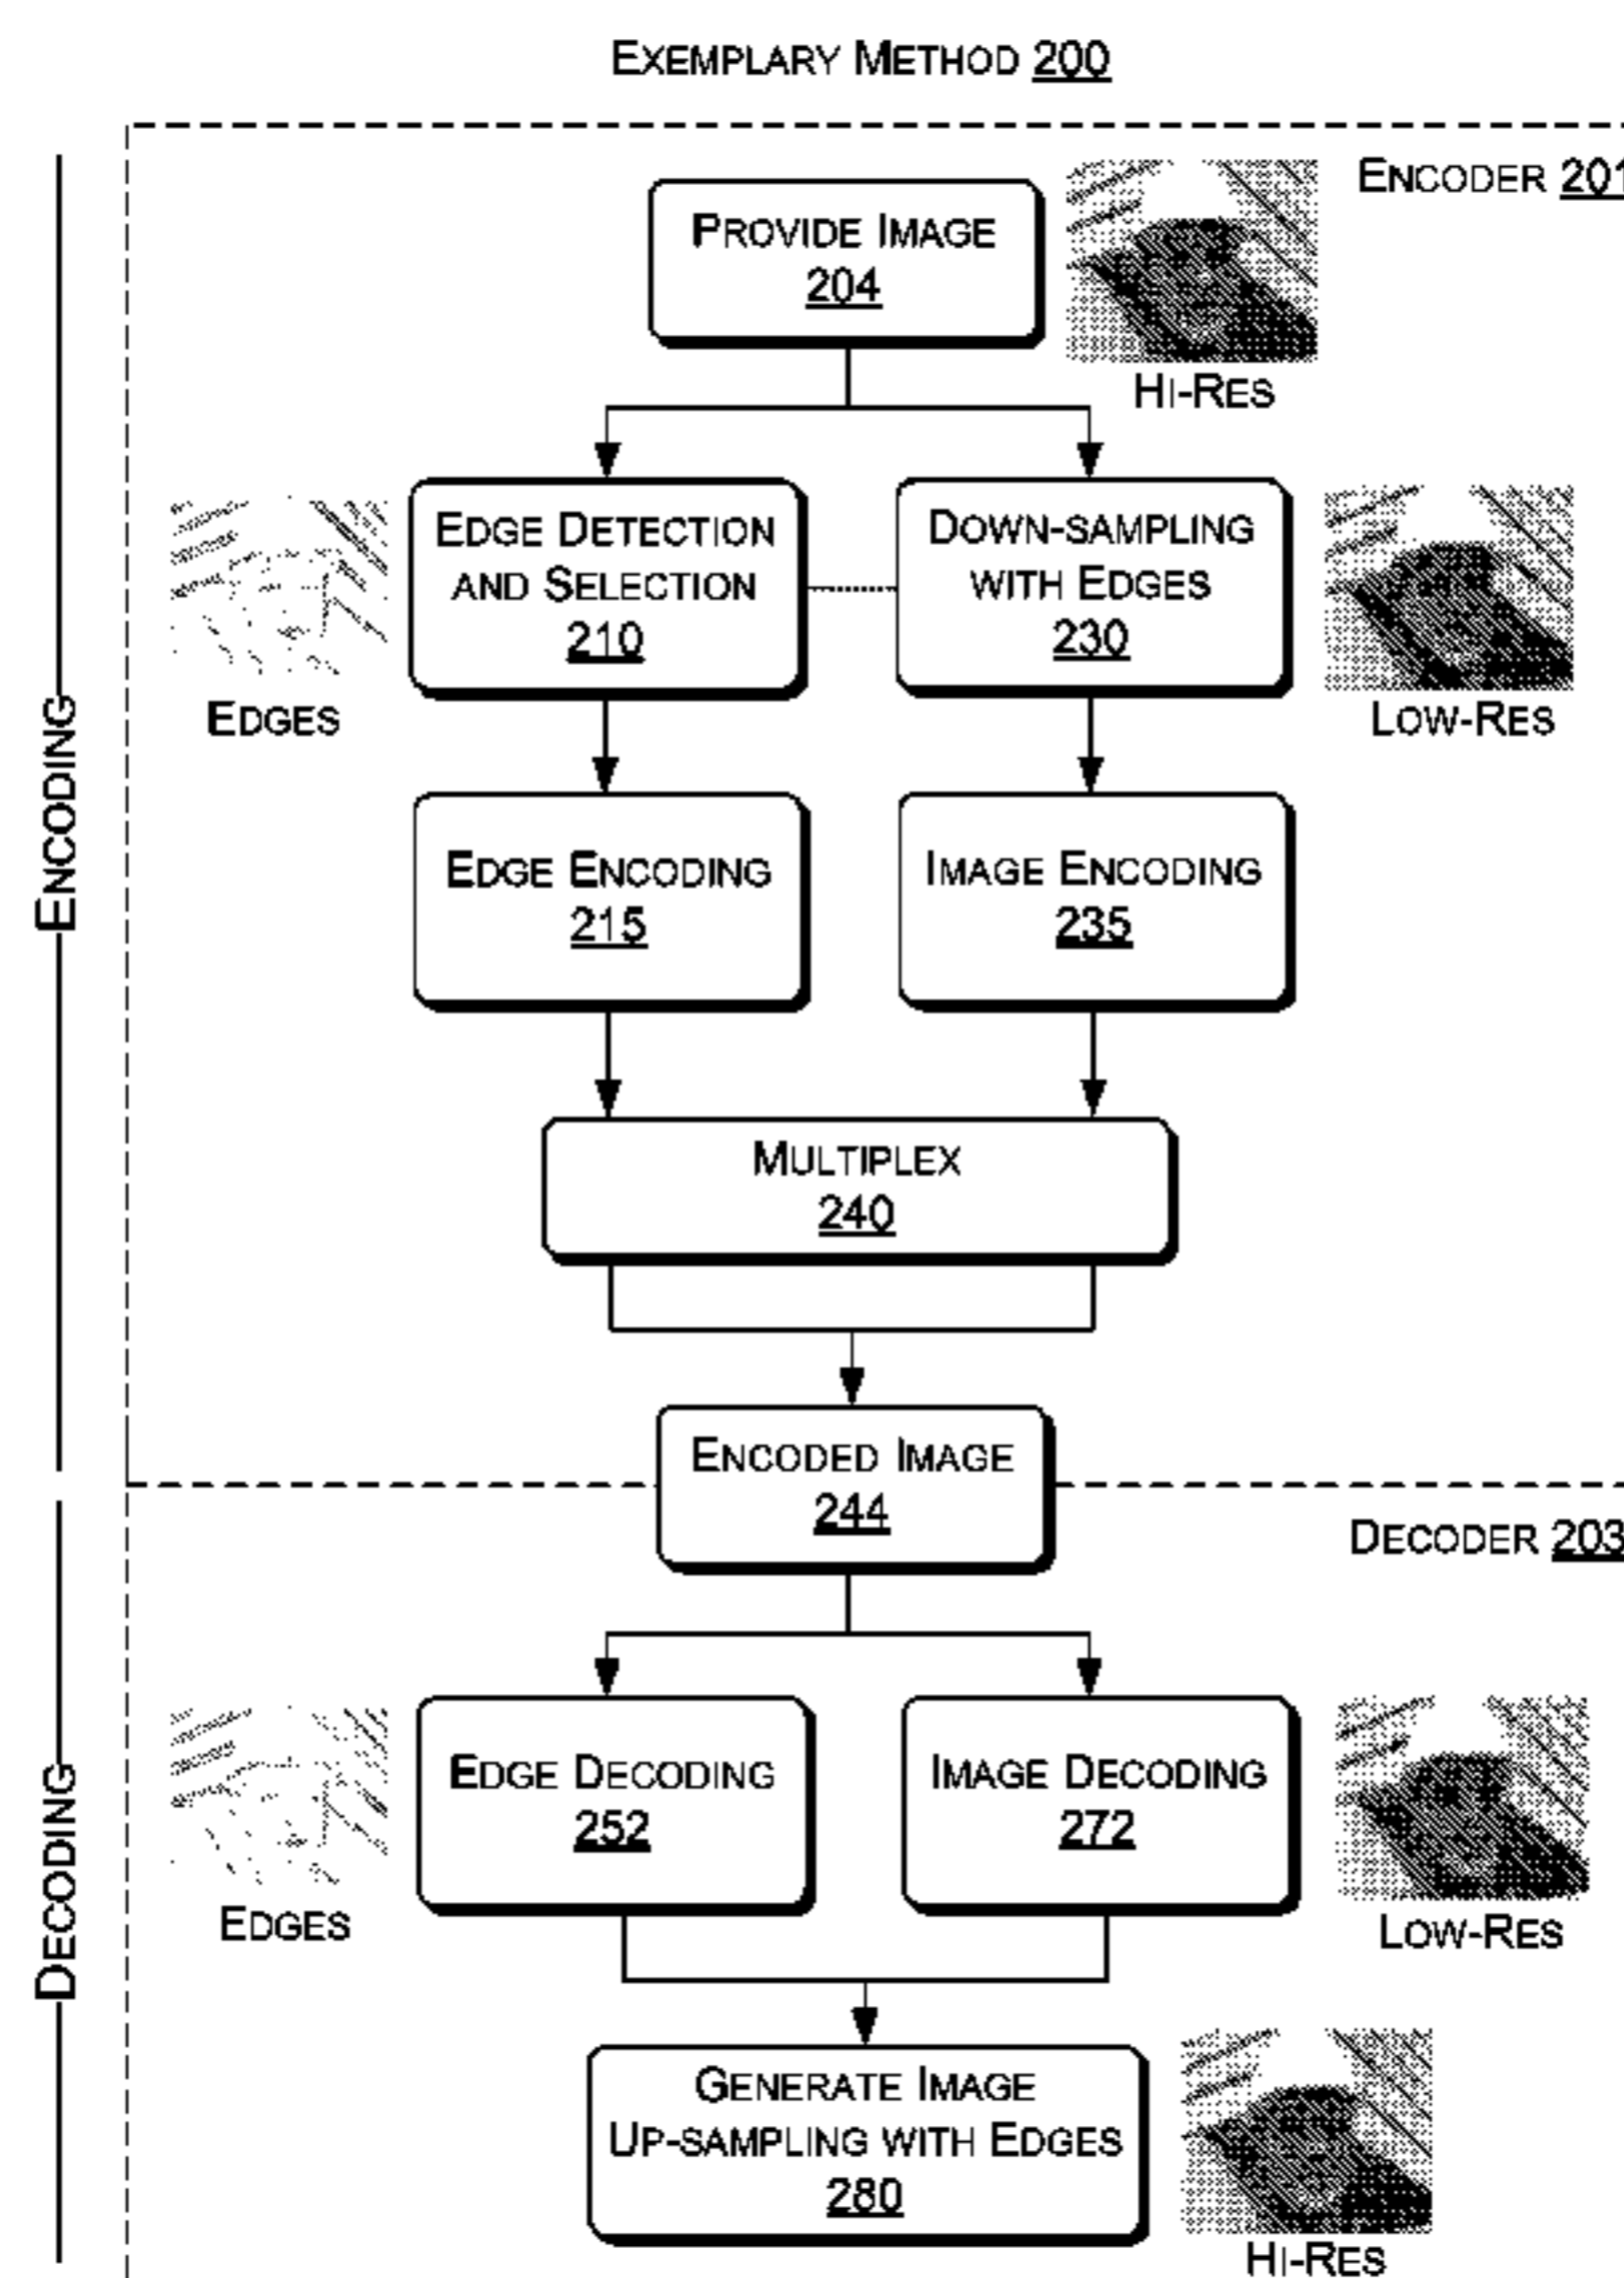 EXEMPLARY METHOD 200
ENCODER 201
PROVIDE IMAGE
204
HI-RES
EDGE DETECTION
AND SELECTION
210
DOWN-SAMPLING
WITH EDGES
230
EDGES
LOW-RES
ENCODING
EDGE ENCODING
215
IMAGE ENCODING
235
MULTIPLEX
240
ENCODED IMAGE
244
DECODER 203
DECODING
EDGE DECODING
252
IMAGE DECODING
272
EDGES
LOW-RES
GENERATE IMAGE
UP-SAMPLING WITH EDGES
280
HI-RES